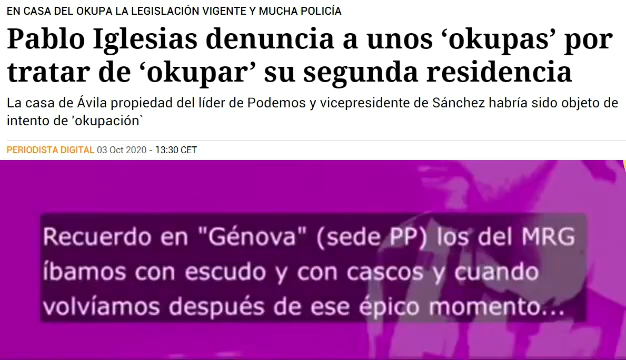 EN CASA DEL OKUPA LA LEGISLACIÓN VIGENTE Y MUCHA POLICÍA
Pablo Iglesias denuncia a unos ‘okupas’ por
tratar de ‘okupar’ su segunda residencia
La casa de Ávila propiedad del líder de Podemos y vicepresidente de Sánchez habría sido objeto de
intento de 'okupación`
PERIODISTA DIGITAL 03 Oct 2020 - 13:30 CET
Recuerdo en "Génova" (sede PP) los del MRG
íbamos con escudo y con cascos y cuando
volvíamos después de ese épico momento...